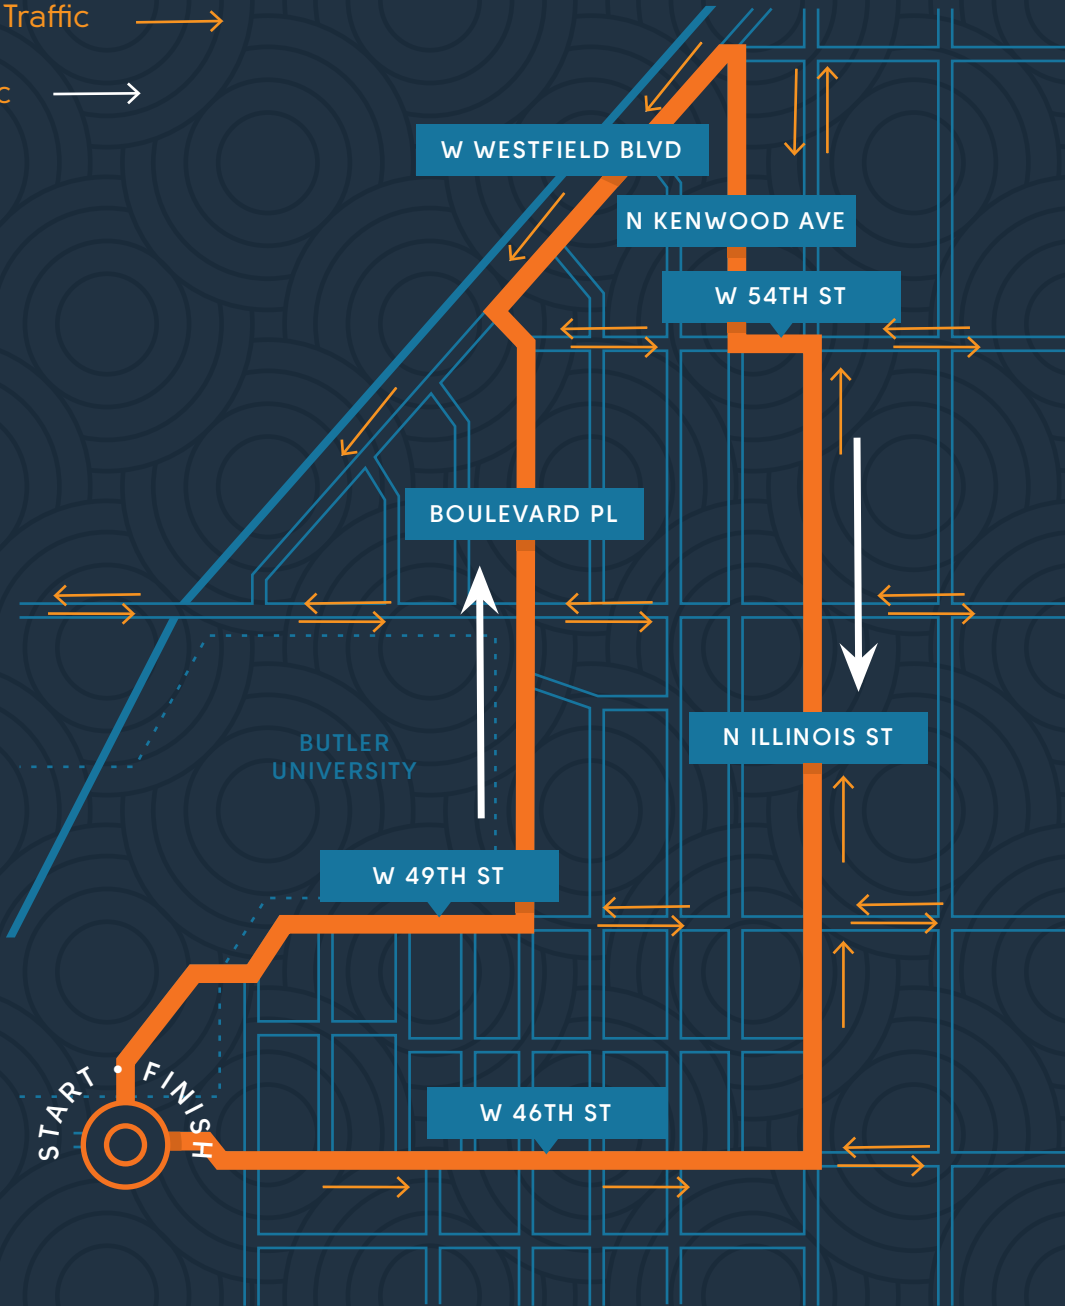 Traffic
c
W WESTFIELD BLVD
N KENWOOD AVE
W 54TH ST
BOULEVARD PL
N ILLINOIS ST
BUTLER
UNIVERSITY
W 49TH ST
START • FINISH
W 46TH ST